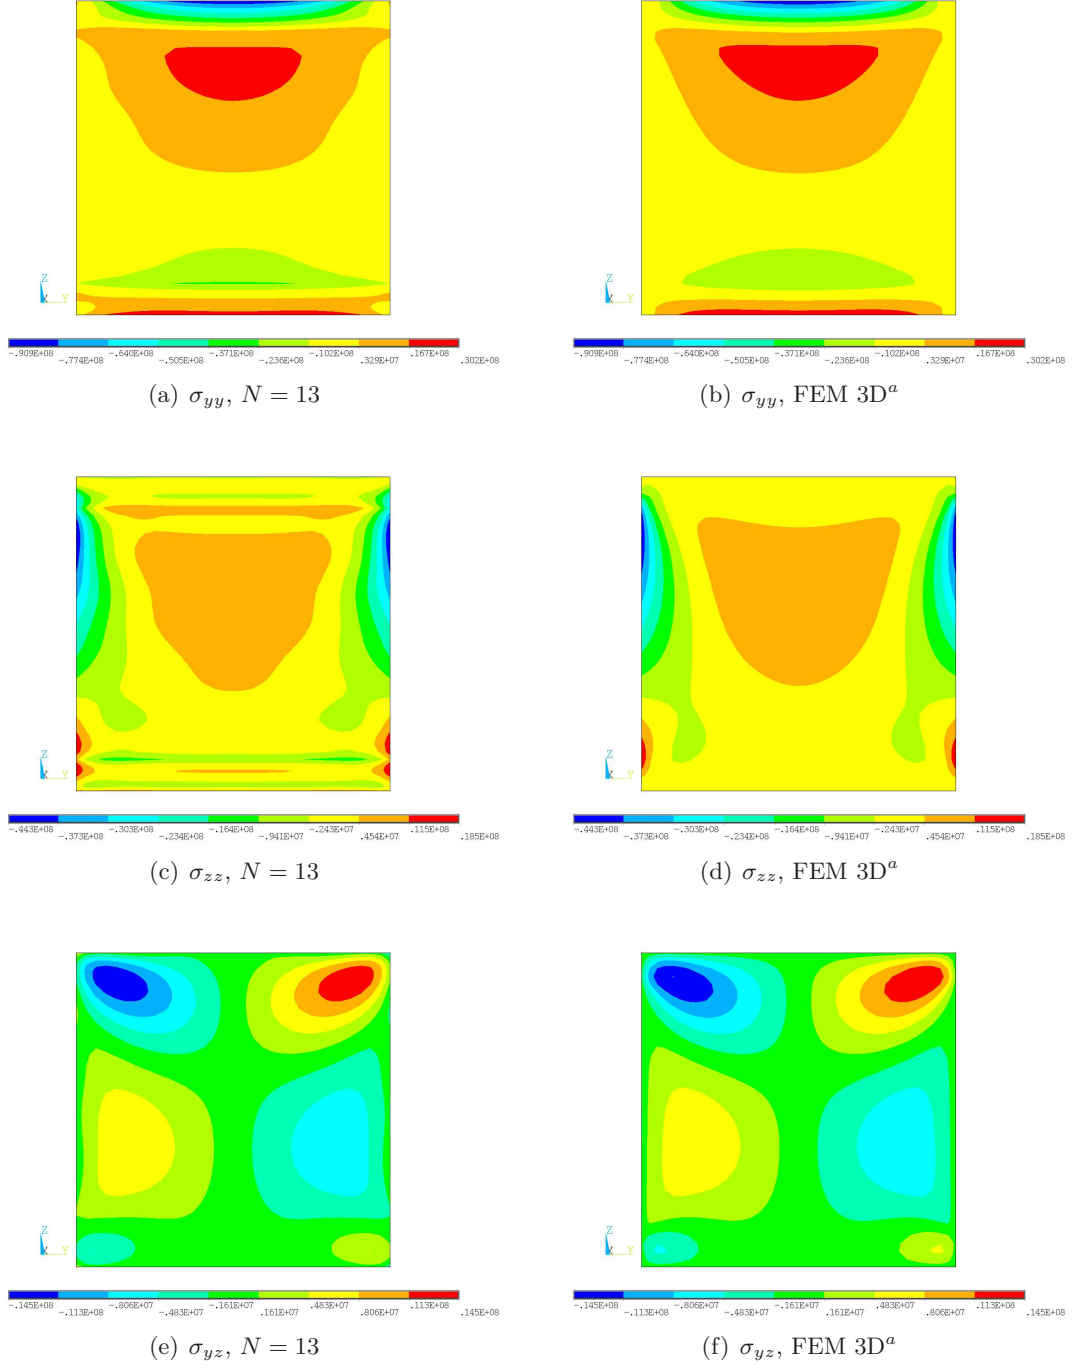 Z Z
X Y X Y
-.909E+08 -.640E+08 -.371E+08 -.102E+08 .167E+08 -.909E+08 -.640E+08 -.371E+08 -.102E+08 .167E+08
-.774E+08 -.505E+08 -.236E+08 .329E+07 .302E+08 -.774E+08 -.505E+08 -.236E+08 .329E+07 .302E+08
(a) σyy, N = 13 (b) σyy, FEM 3Dᵃ
Z Z
X Y X Y
-.443E+08 -.303E+08 -.164E+08 -.243E+07 .115E+08 -.443E+08 -.303E+08 -.164E+08 -.243E+07 .115E+08
-.373E+08 -.234E+08 -.941E+07 .454E+07 .185E+08 -.373E+08 -.234E+08 -.941E+07 .454E+07 .185E+08
(c) σzz, N = 13 (d) σzz, FEM 3Dᵃ
Z Z
X Y X Y
-.145E+08 -.806E+07 -.161E+07 .483E+07 .113E+08 -.145E+08 -.806E+07 -.161E+07 .483E+07 .113E+08
-.113E+08 -.483E+07 .161E+07 .806E+07 .145E+08 -.113E+08 -.483E+07 .161E+07 .806E+07 .145E+08
(e) σyz, N = 13 (f) σyz, FEM 3Dᵃ